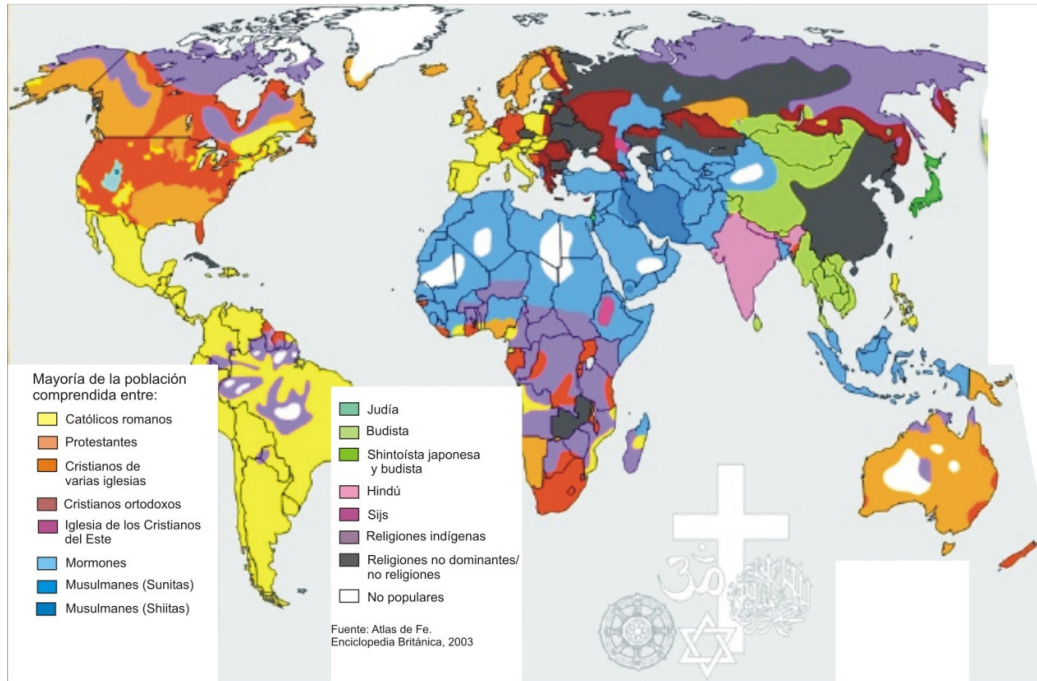 Mayoría de la población
comprendida entre:
Católicos romanos
Protestantes
Cristianos de
varias iglesias
Cristianos ortodoxos
Iglesia de los Cristianos
del Este
Mormones
Musulmanes (Sunitas)
Musulmanes (Shiitas)
Judía
Budista
Shintoísta japonesa
y budista
Hindú
Sijs
Religiones indígenas
Religiones no dominantes/
no religiones
No populares
Fuente: Atlas de Fe.
Enciclopedia Británica, 2003